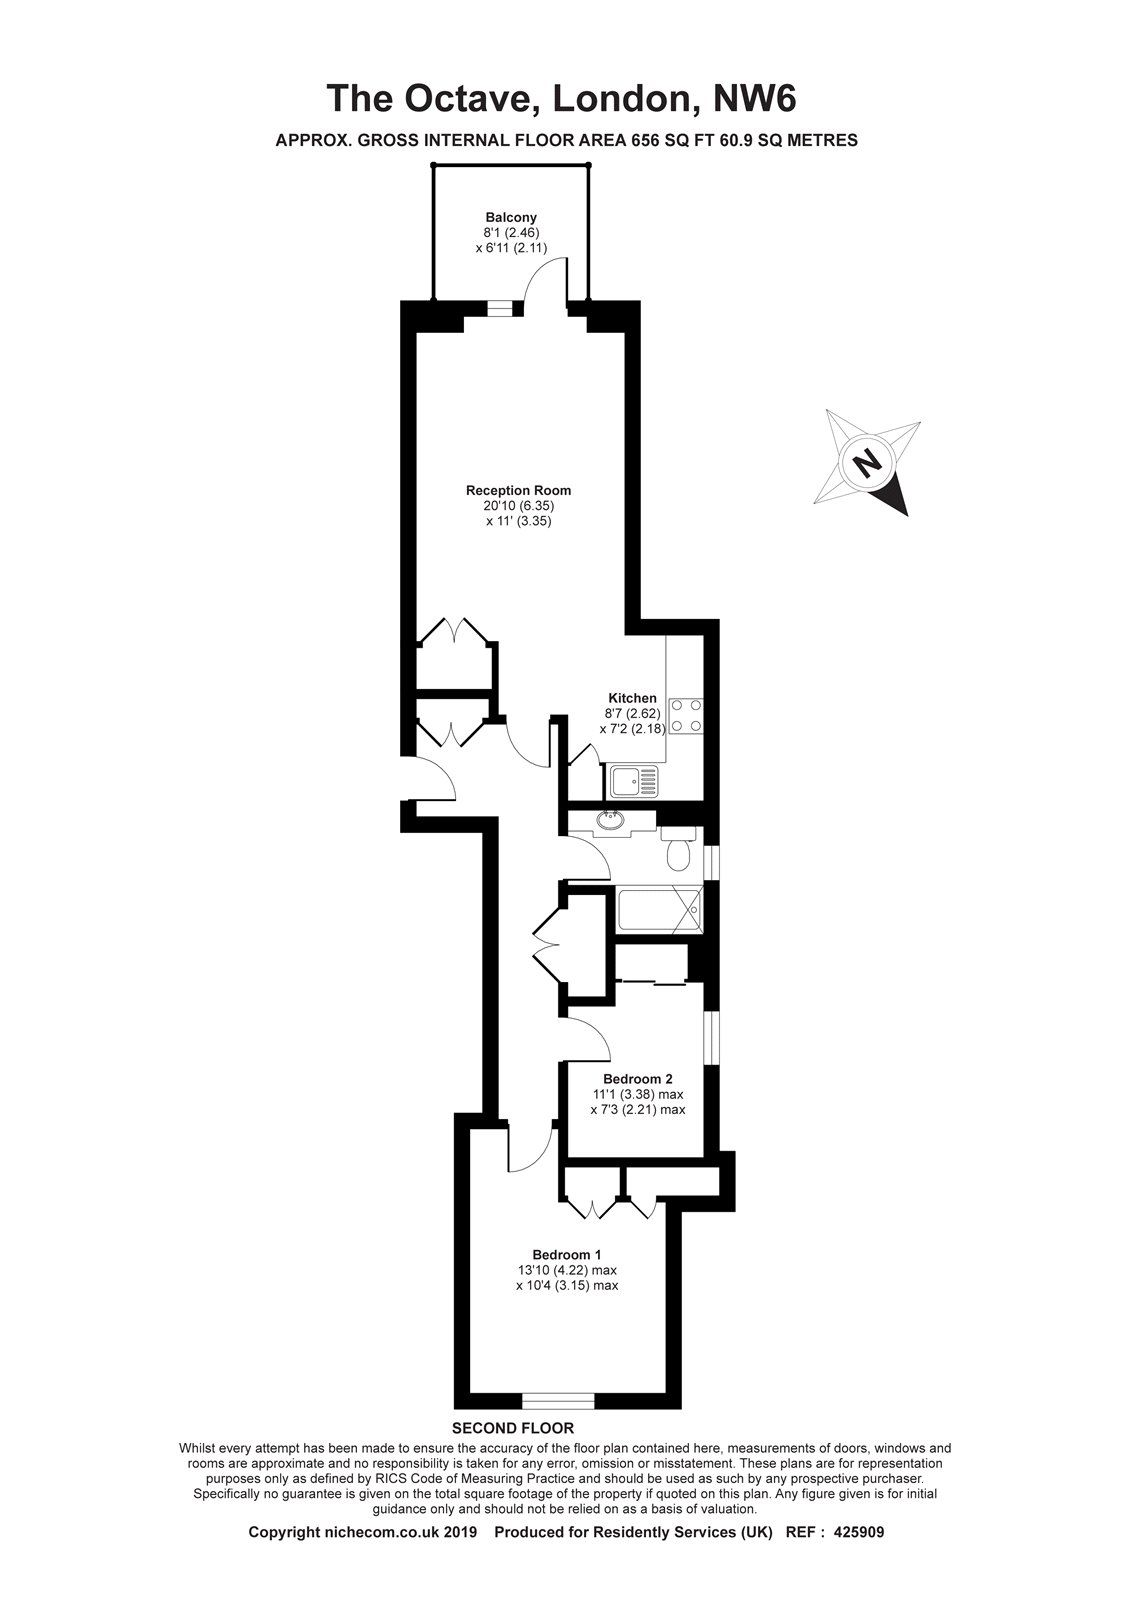 The Octave, London, NW6
APPROX. GROSS INTERNAL FLOOR AREA 656 SQ FT 60.9 SQ METRES
Balcony
8'1 (2.46)
x 6'11 (2.11)
N
Reception Room
20'10 (6.35)
x 11' (3.35)
Kitchen
8'7 (2.62)
x 7'2 (2.18)
Bedroom 2
11'1 (3.38) max
x 7'3 (2.21) max
Bedroom 1
13'10 (4.22) max
x 10'4 (3.15) max
SECOND FLOOR
Whilst every attempt has been made to ensure the accuracy of the floor plan contained here, measurements of doors, windows and
rooms are approximate and no responsibility is taken for any error, omission or misstatement. These plans are for representation
purposes only as defined by RICS Code of Measuring Practice and should be used as such by any prospective purchaser.
Specifically no guarantee is given on the total square footage of the property if quoted on this plan. Any figure given is for initial
guidance only and should not be relied on as a basis of valuation.
Copyright nichecom.co.uk 2019 Produced for Residently Services (UK) REF : 425909